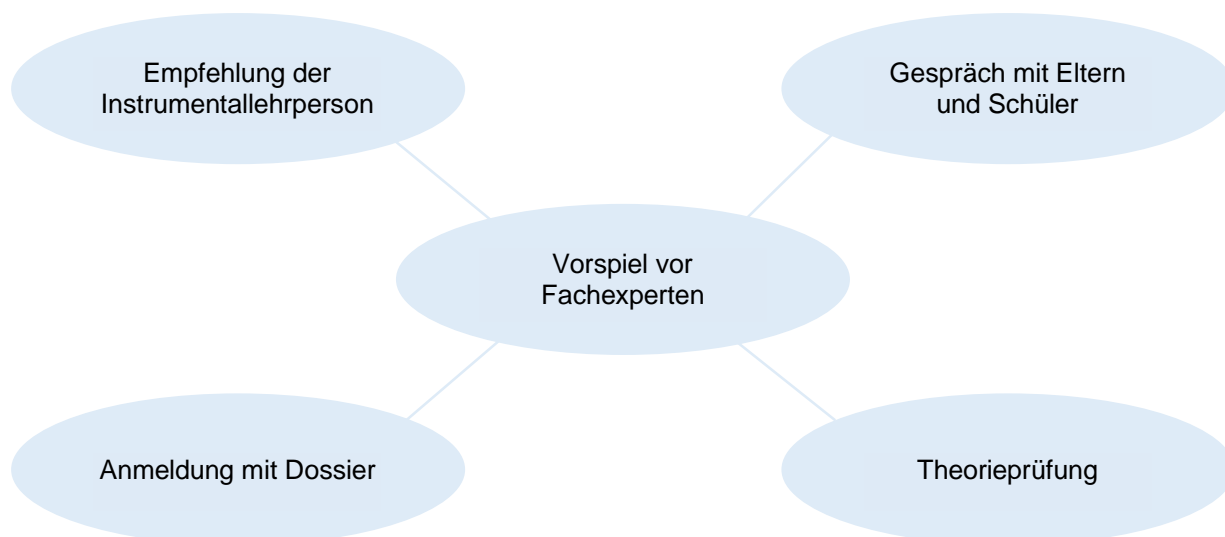 Empfehlung der
Instrumentallehrperson
Gespräch mit Eltern
und Schüler
Vorspiel vor
Fachexperten
Anmeldung mit Dossier
Theorieprüfung